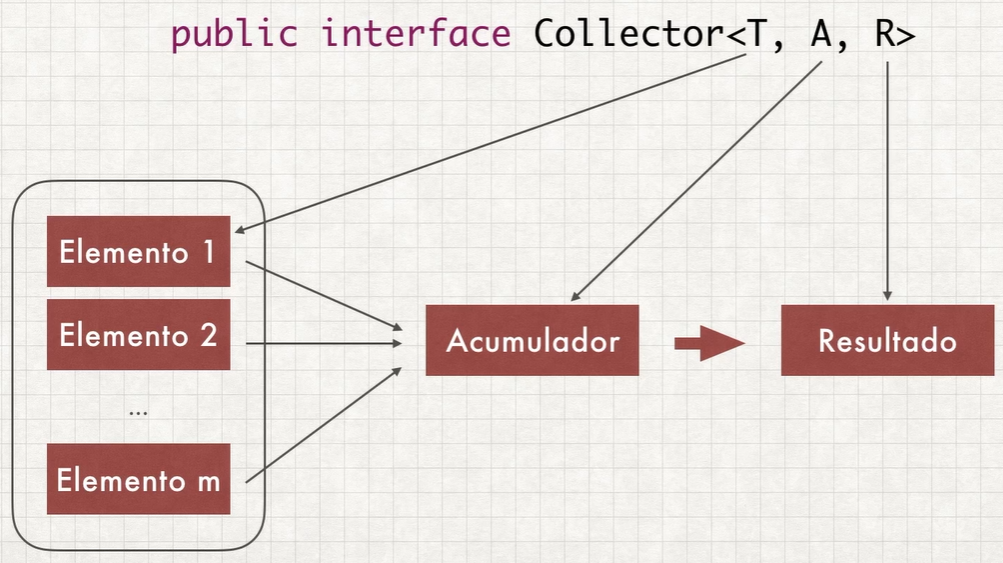 public interface Collector<T, A, R>
Elemento 1
Elemento 2
...
Elemento m
Acumulador
Resultado